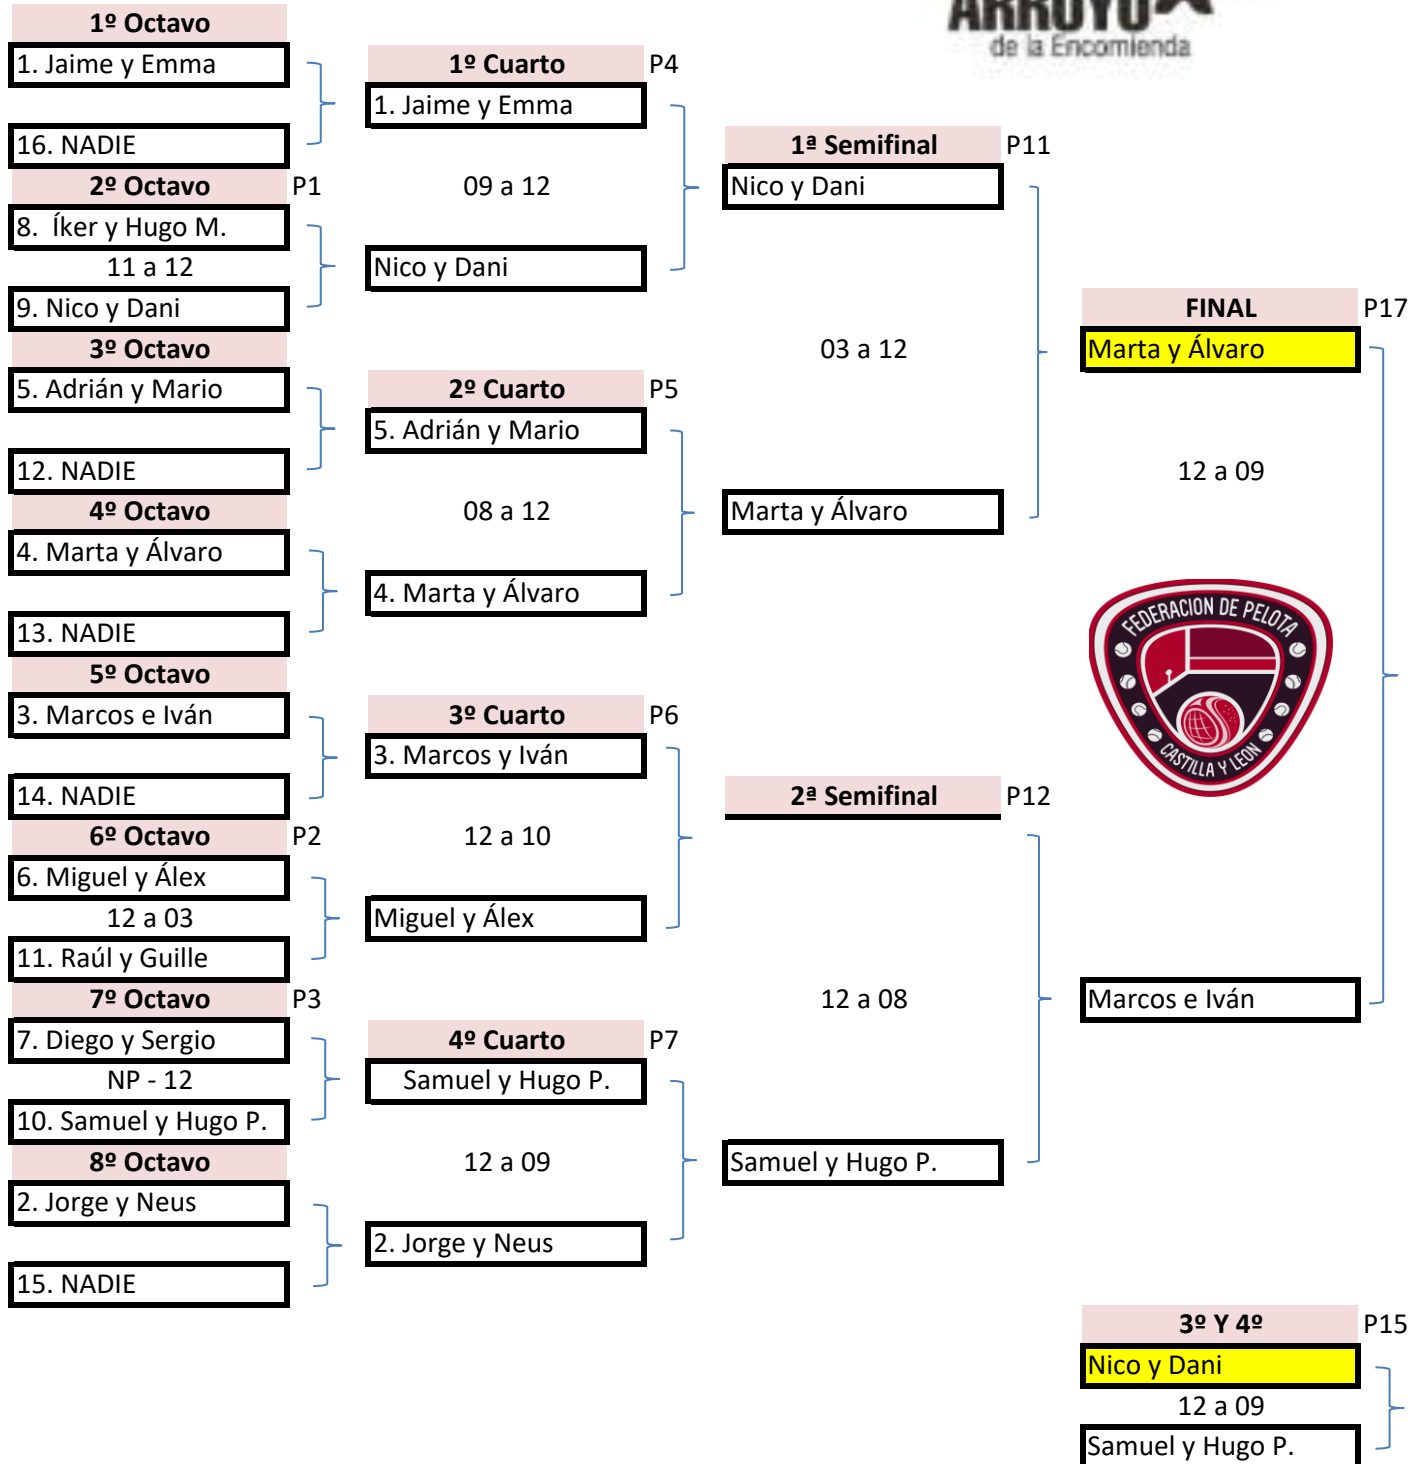 ARROYO
de la Encomienda
1º Octavo
1. Jaime y Emma
16. NADIE
2º Octavo P1
8. Íker y Hugo M.
11 a 12
9. Nico y Dani
3º Octavo
5. Adrián y Mario
12. NADIE
4º Octavo
4. Marta y Álvaro
13. NADIE
5º Octavo
3. Marcos e Iván
14. NADIE
6º Octavo P2
6. Miguel y Álex
12 a 03
11. Raúl y Guille
7º Octavo P3
7. Diego y Sergio
NP - 12
10. Samuel y Hugo P.
8º Octavo
2. Jorge y Neus
15. NADIE
1º Cuarto P4
1. Jaime y Emma
09 a 12
Nico y Dani
2º Cuarto P5
5. Adrián y Mario
08 a 12
4. Marta y Álvaro
3º Cuarto P6
3. Marcos y Iván
12 a 10
Miguel y Álex
4º Cuarto P7
Samuel y Hugo P.
12 a 09
2. Jorge y Neus
1ª Semifinal P11
Nico y Dani
03 a 12
Marta y Álvaro
2ª Semifinal P12
12 a 08
Samuel y Hugo P.
FINAL P17
Marta y Álvaro
12 a 09
FEDERACION DE PELOTA
CASTILLA Y LEON
Marcos e Iván
3º Y 4º P15
Nico y Dani
12 a 09
Samuel y Hugo P.